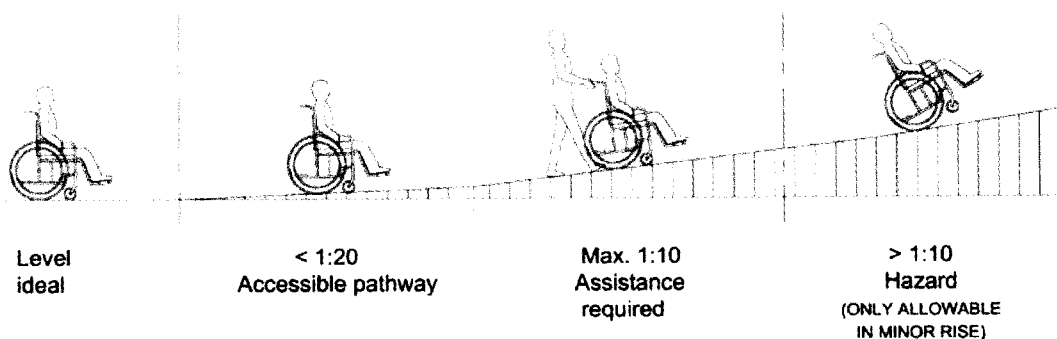 Level
ideal
< 1:20
Accessible pathway
Max. 1:10
Assistance
required
> 1:10
Hazard
(ONLY ALLOWABLE
IN MINOR RISE)